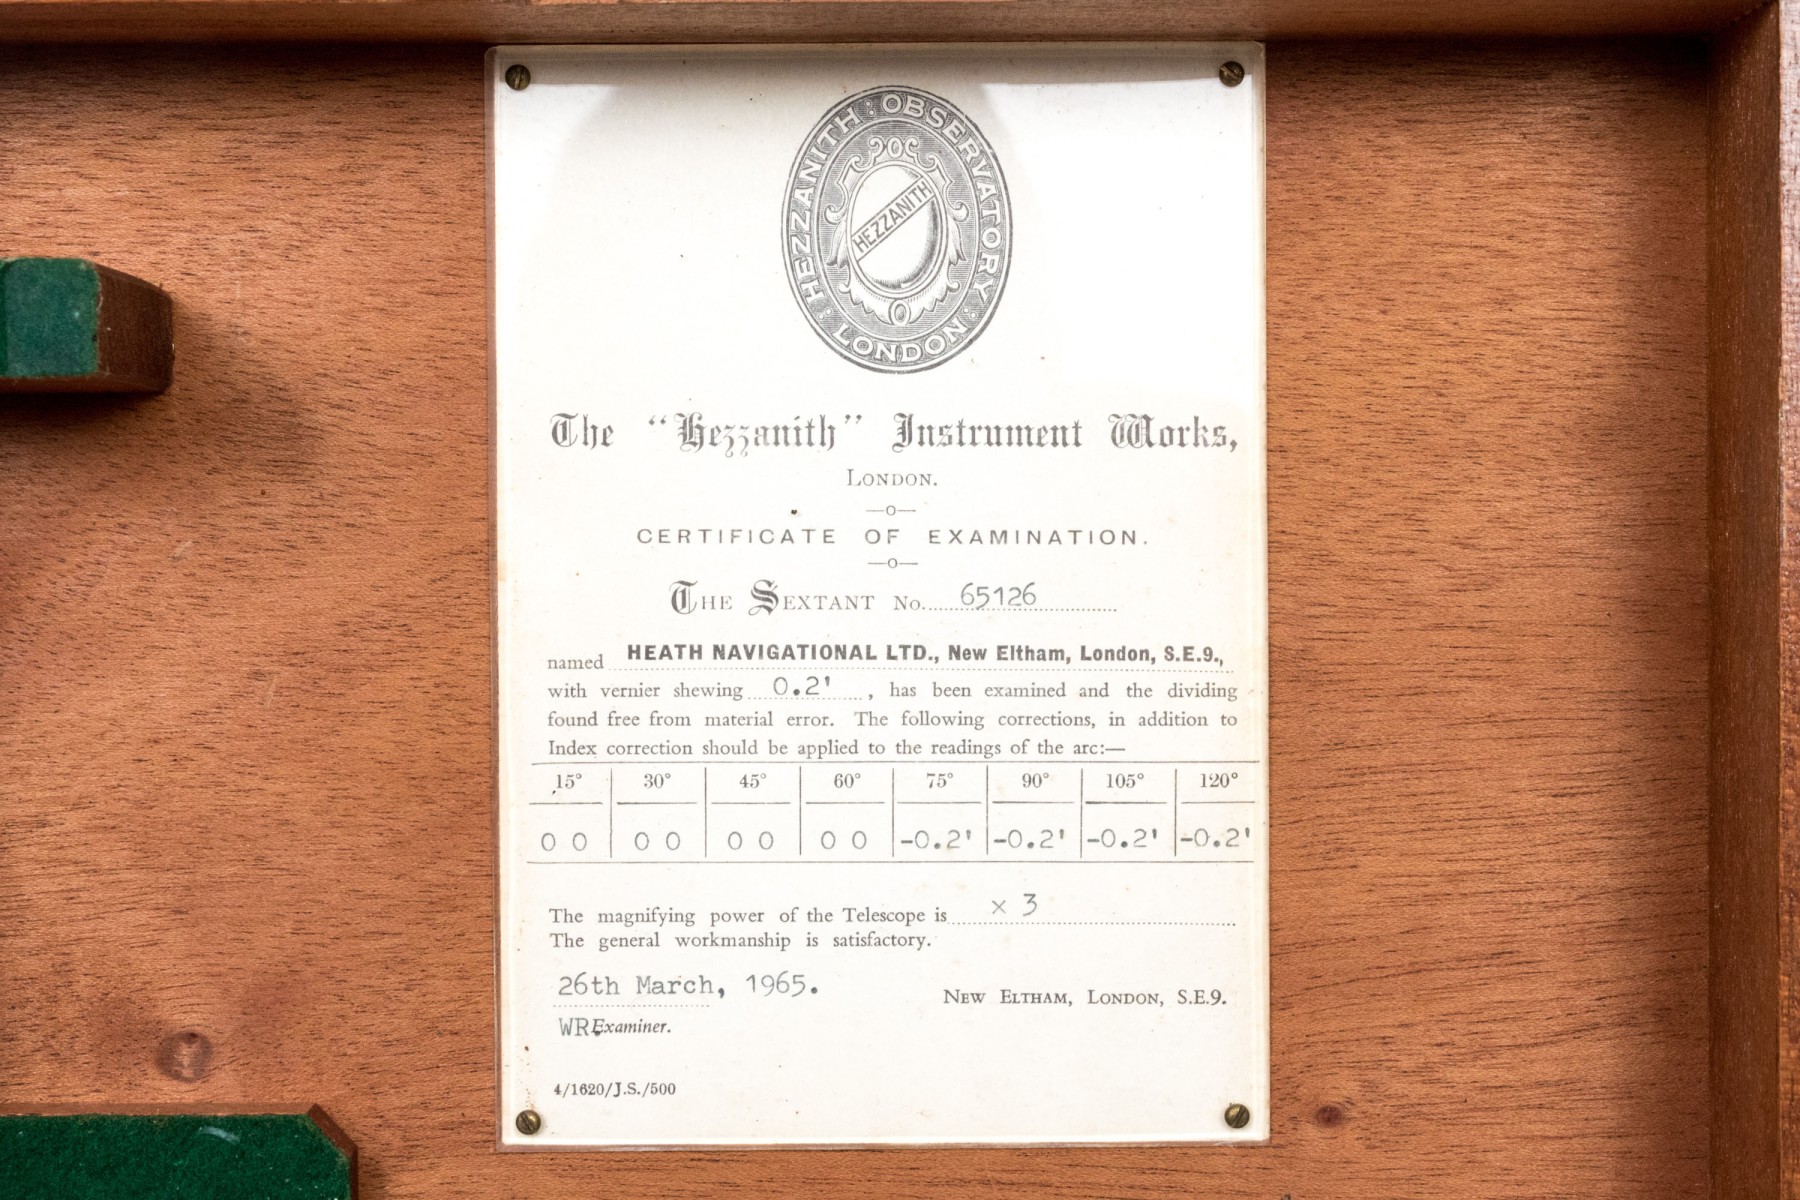 HEZZANITH : OBSERVATORY : LONDON :
HEZZANITH
The "Hezzanith" Instrument Works,
LONDON.
—o—
CERTIFICATE OF EXAMINATION.
—o—
THE SEXTANT No. 65126
named HEATH NAVIGATIONAL LTD., New Eltham, London, S.E.9.,
with vernier shewing 0.2' , has been examined and the dividing
found free from material error. The following corrections, in addition to
Index correction should be applied to the readings of the arc:—
15° 30° 45° 60° 75° 90° 105° 120°
0 0 0 0 0 0 0 0 -0.2' -0.2' -0.2' -0.2'
The magnifying power of the Telescope is × 3
The general workmanship is satisfactory.
26th March, 1965.
NEW ELTHAM, LONDON, S.E.9.
WR Examiner.
4/1620/J.S./500